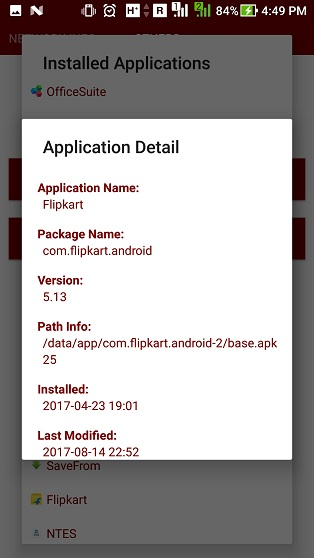 H+ R 1 2 84% 4:49 PM
Installed Applications
OfficeSuite
Application Detail
Application Name:
Flipkart
Package Name:
com.flipkart.android
Version:
5.13
Path Info:
/data/app/com.flipkart.android-2/base.apk
25
Installed:
2017-04-23 19:01
Last Modified:
2017-08-14 22:52
SaveFrom
Flipkart
NTES